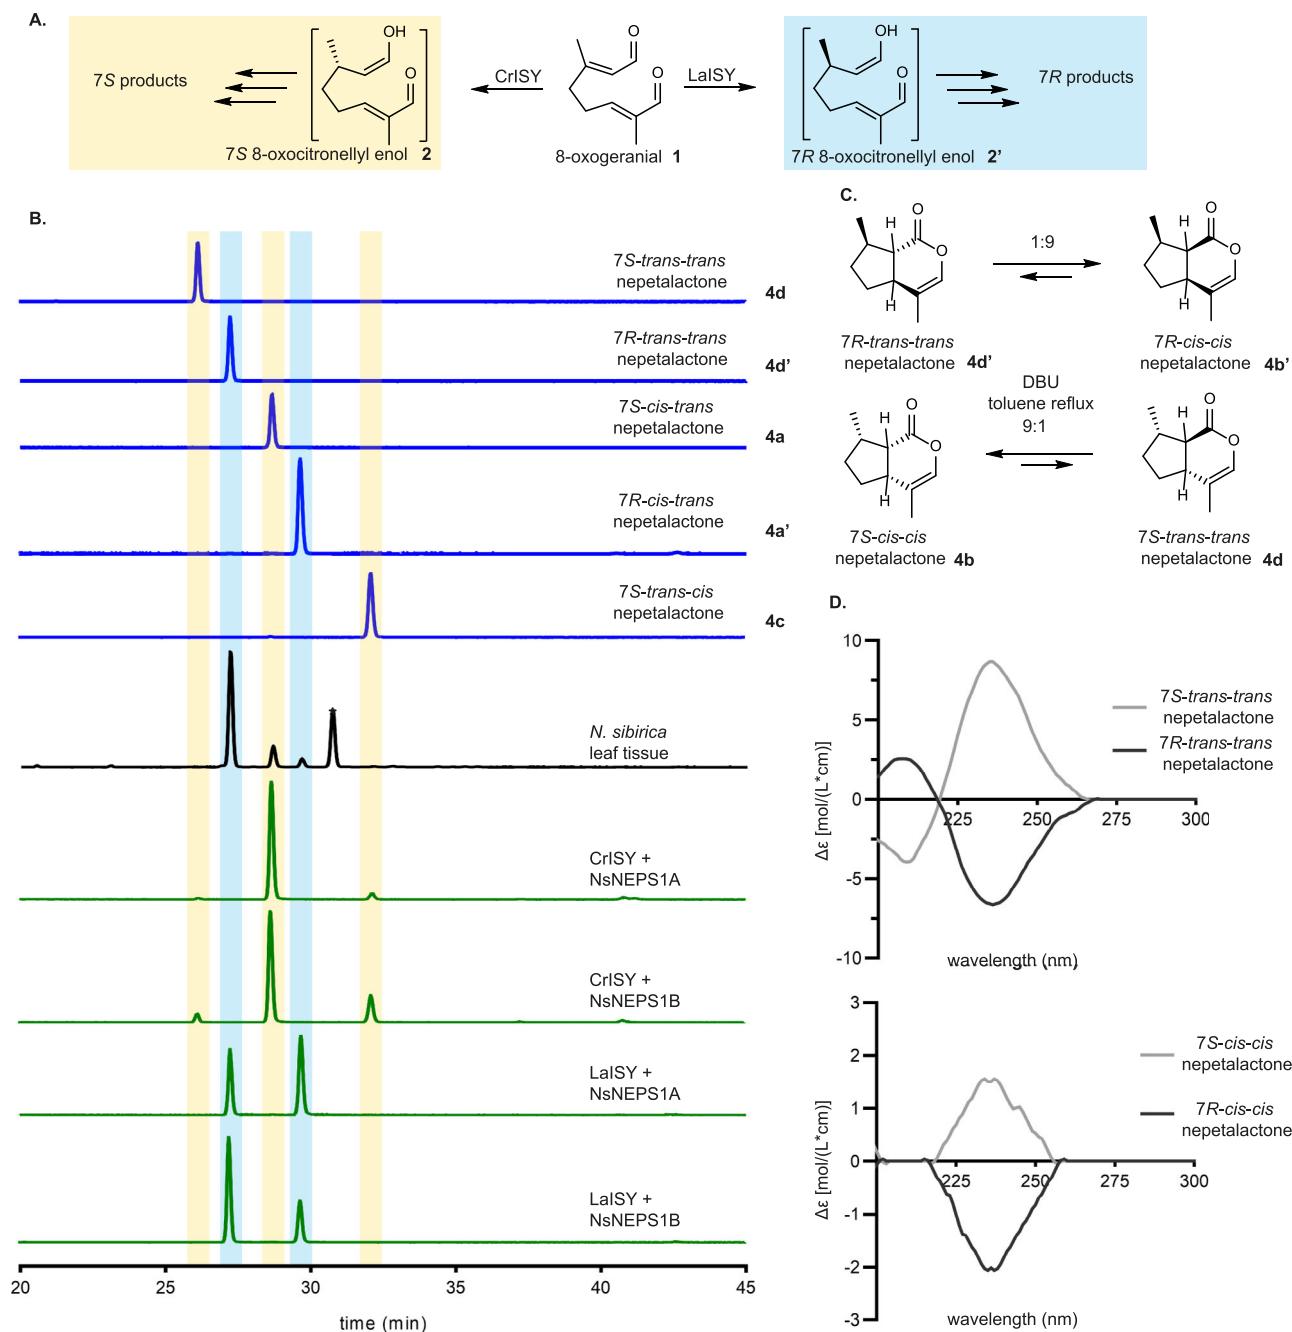 A.
OH
O
7S products
CrISY
LaISY
7R products
O
O
OH
O
7S 8-oxocitronellyl enol 2
8-oxogeranial 1
7R 8-oxocitronellyl enol 2’
B.
7S-trans-trans
nepetalactone
4d
7R-trans-trans
nepetalactone
4d’
7S-cis-trans
nepetalactone
4a
7R-cis-trans
nepetalactone
4a’
7S-trans-cis
nepetalactone
4c
*
N. sibirica
leaf tissue
CrISY +
NsNEPS1A
CrISY +
NsNEPS1B
LaISY +
NsNEPS1A
LaISY +
NsNEPS1B
20 25 30 35 40 45
time (min)
C.
H
O
O
H
1:9
H
O
O
H
7R-trans-trans
nepetalactone 4d’
7R-cis-cis
nepetalactone 4b’
DBU
toluene reflux
9:1
H
O
O
H
H
O
O
H
7S-cis-cis
nepetalactone 4b
7S-trans-trans
nepetalactone 4d
D.
10
5
0
-5
-10
Δε [mol/(L*cm)]
225 250 275 300
wavelength (nm)
7S-trans-trans
nepetalactone
7R-trans-trans
nepetalactone
3
2
1
0
-1
-2
-3
Δε [mol/(L*cm)]
225 250 275 300
wavelength (nm)
7S-cis-cis
nepetalactone
7R-cis-cis
nepetalactone